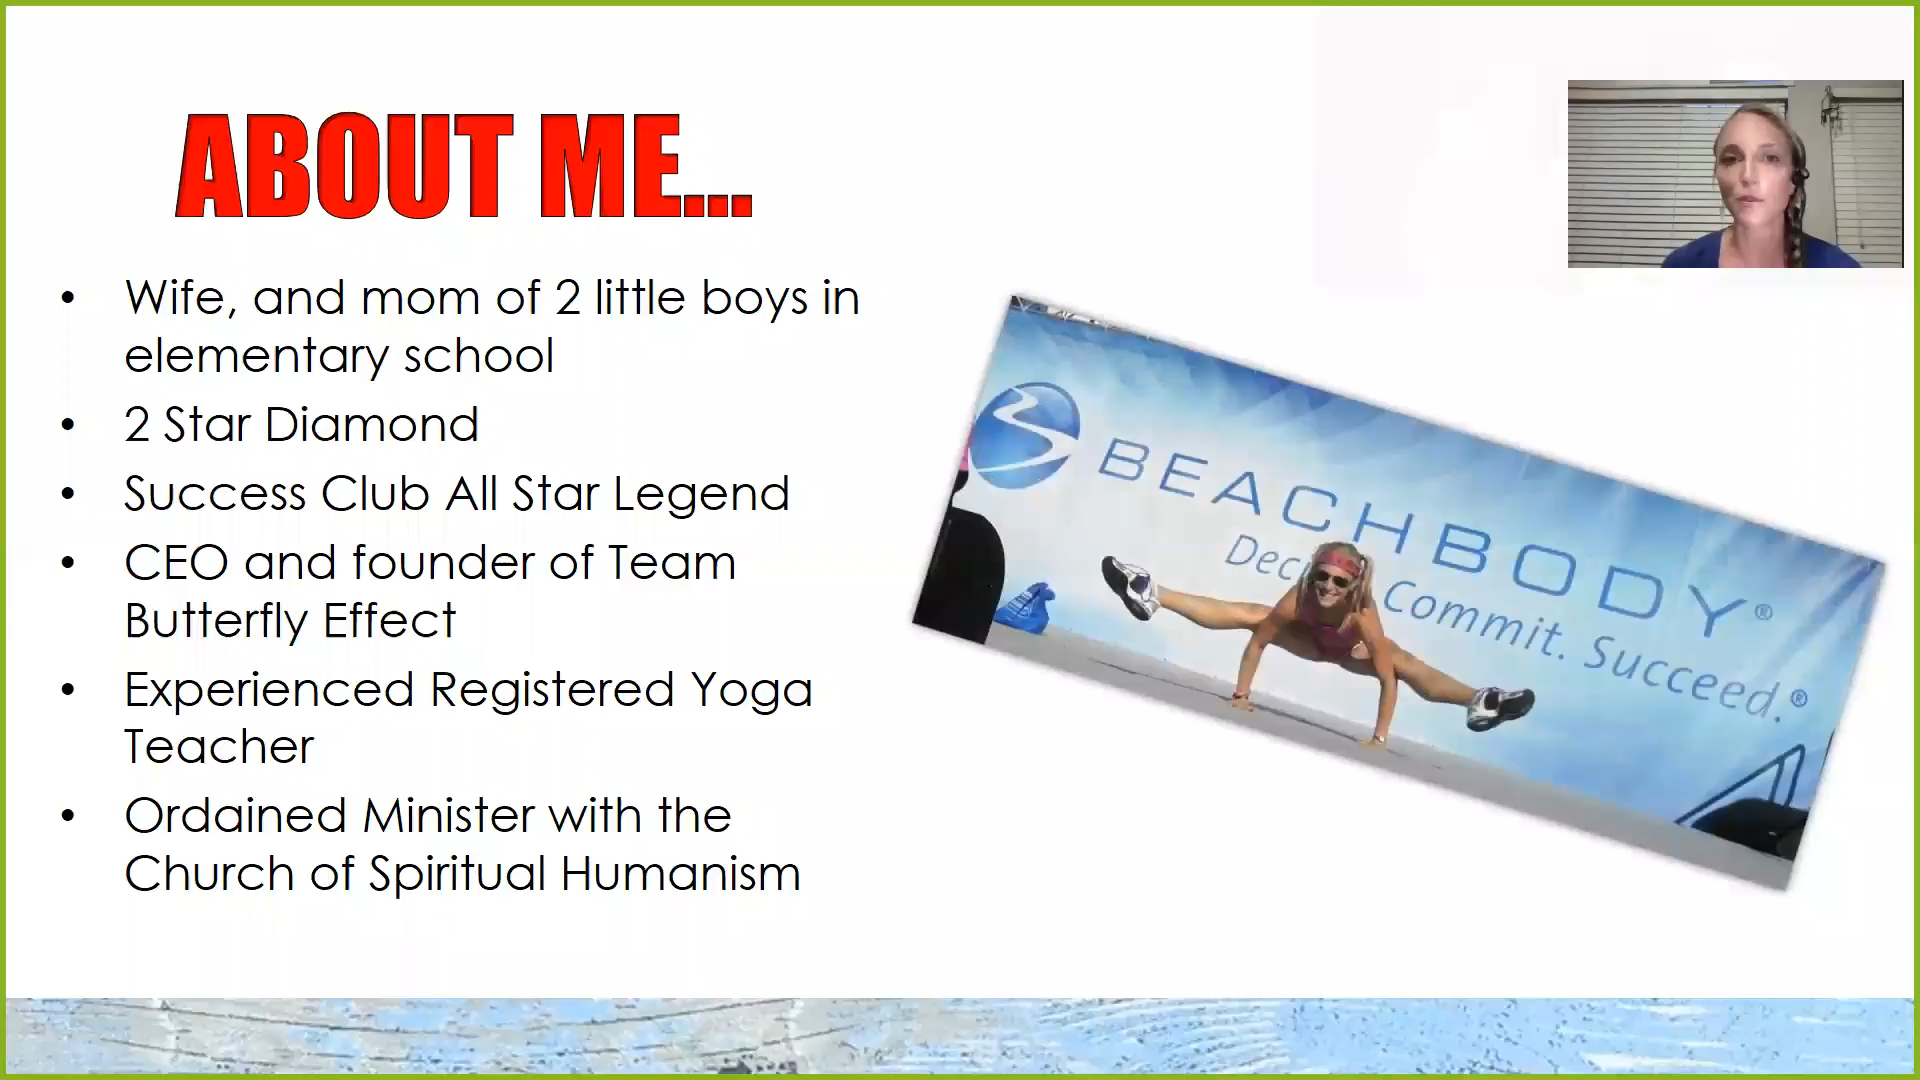 ABOUT ME...
• Wife, and mom of 2 little boys in
elementary school
• 2 Star Diamond
• Success Club All Star Legend
• CEO and founder of Team
Butterfly Effect
• Experienced Registered Yoga
Teacher
• Ordained Minister with the
Church of Spiritual Humanism
BEACHBODY®
Commit. Succeed.®